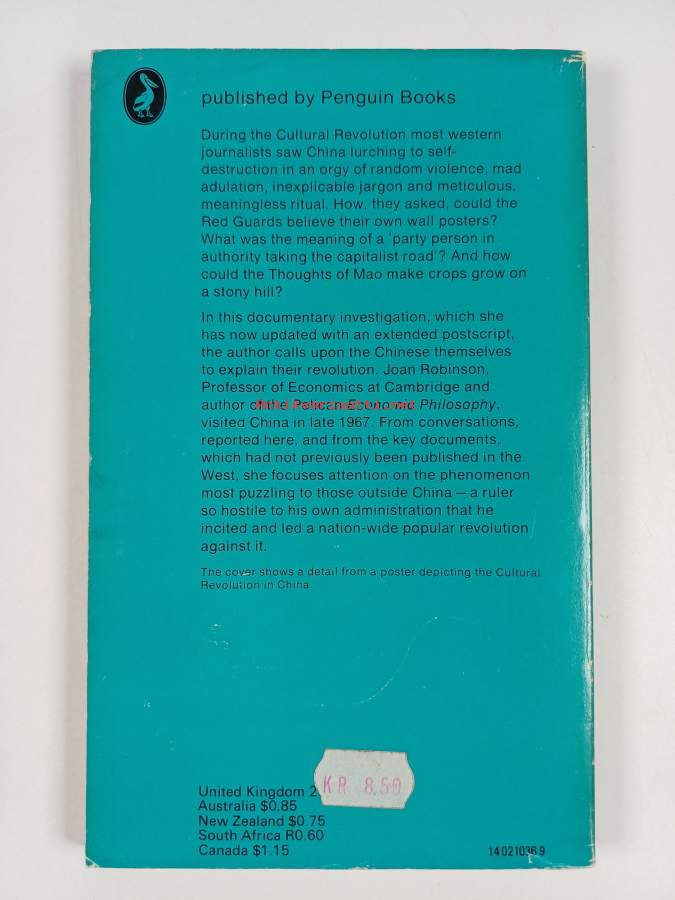 published by Penguin Books
During the Cultural Revolution most western
journalists saw China lurching to self-
destruction in an orgy of random violence, mad
adulation, inexplicable jargon and meticulous,
meaningless ritual. How, they asked, could the
Red Guards believe their own wall posters?
What was the meaning of a 'party person in
authority taking the capitalist road'? And how
could the Thoughts of Mao make crops grow on
a stony hill?
In this documentary investigation, which she
has now updated with an extended postscript,
the author calls upon the Chinese themselves
to explain their revolution. Joan Robinson,
Professor of Economics at Cambridge and
author of the Pelican Economic Philosophy,
visited China in late 1967. From conversations,
reported here, and from the key documents,
which had not previously been published in the
West, she focuses attention on the phenomenon
most puzzling to those outside China – a ruler
so hostile to his own administration that he
incited and led a nation-wide popular revolution
against it.
The cover shows a detail from a poster depicting the Cultural
Revolution in China
United Kingdom 2
KR. 8.50
Australia $0.85
New Zealand $0.75
South Africa R0.60
Canada $1.15
14 021036 9